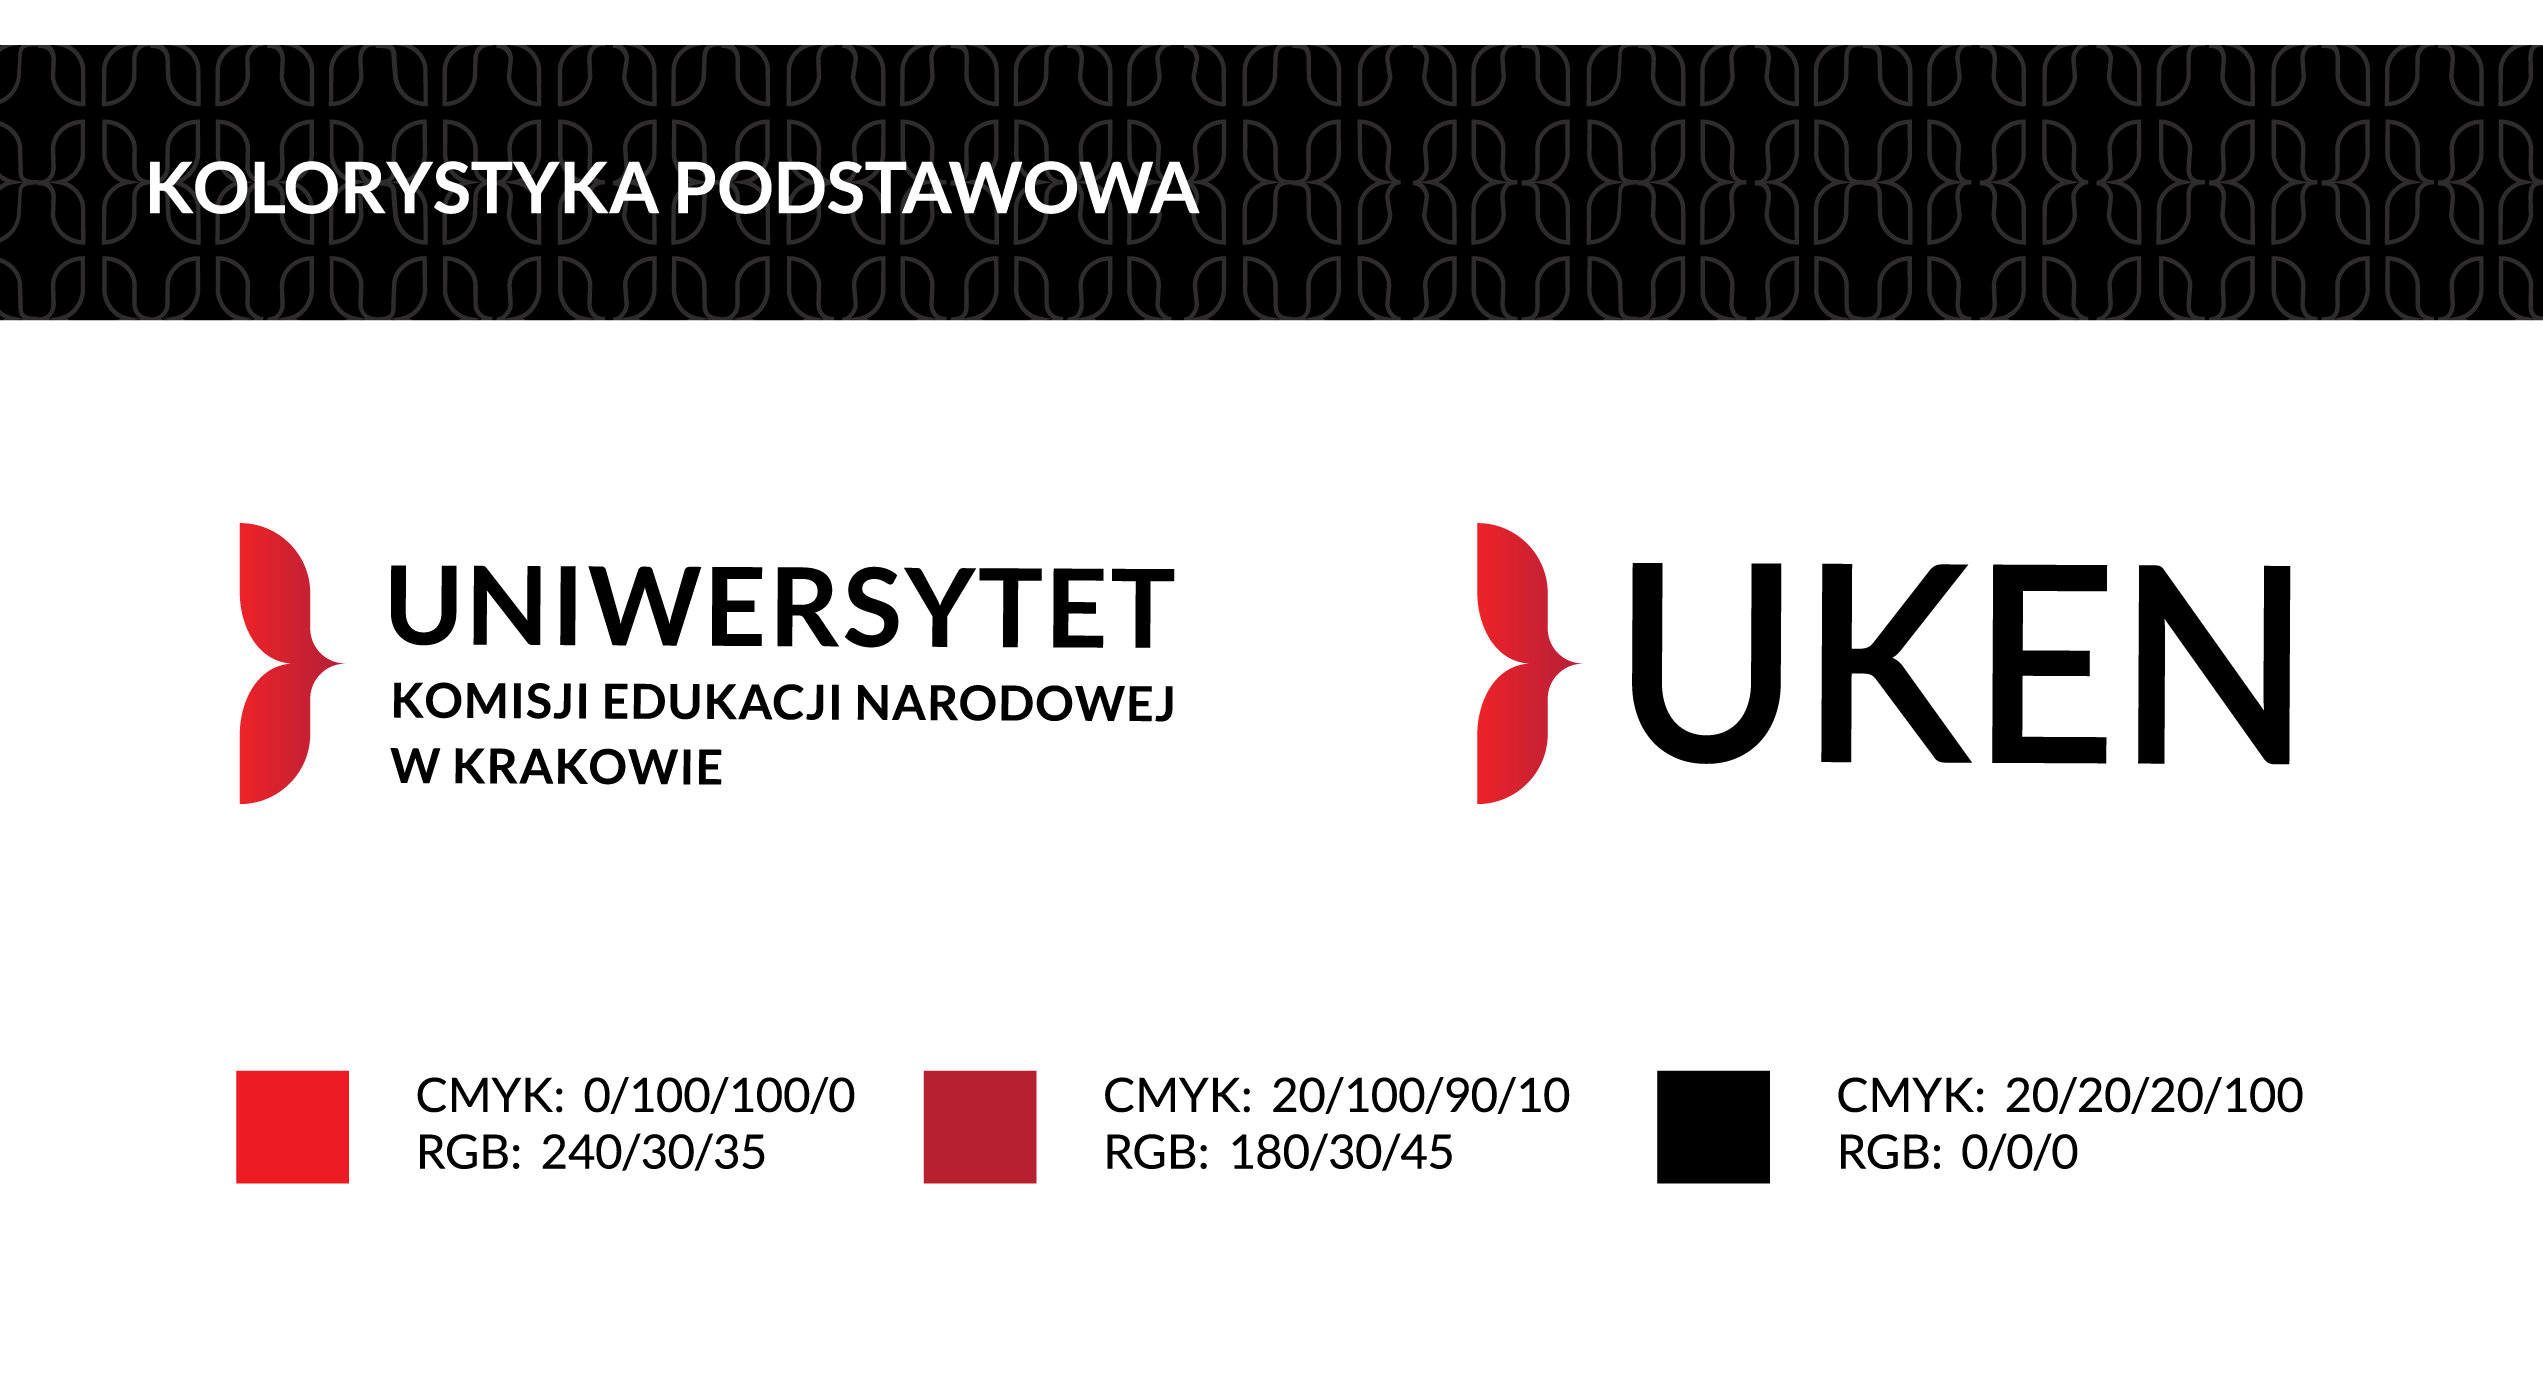 KOLORYSTYKA PODSTAWOWA
UNIWERSYTET
KOMISJI EDUKACJI NARODOWEJ
W KRAKOWIE
UKEN
CMYK: 0/100/100/0
RGB: 240/30/35
CMYK: 20/100/90/10
RGB: 180/30/45
CMYK: 20/20/20/100
RGB: 0/0/0